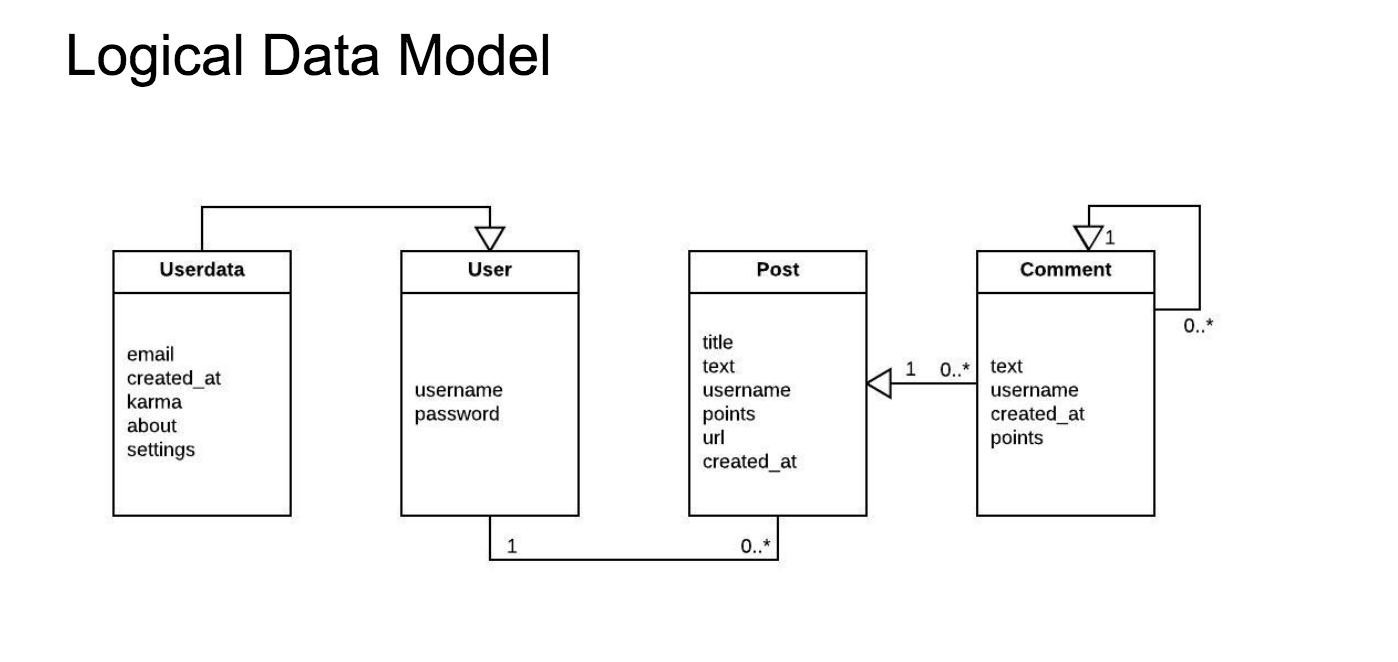 Logical Data Model
Userdata
email
created_at
karma
about
settings
User
username
password
1
0..*
Post
title
text
username
points
url
created_at
1
0..*
Comment
text
username
created_at
points
1
0..*